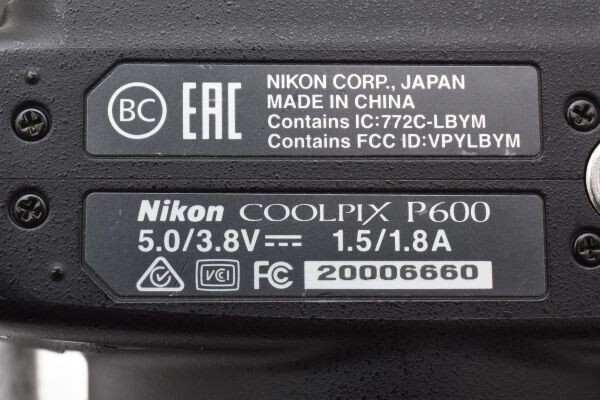 BC EAC
NIKON CORP., JAPAN
MADE IN CHINA
Contains IC:772C-LBYM
Contains FCC ID:VPYLBYM
Nikon COOLPIX P600
5.0/3.8V⎓ 1.5/1.8A
VCI FC 20006660